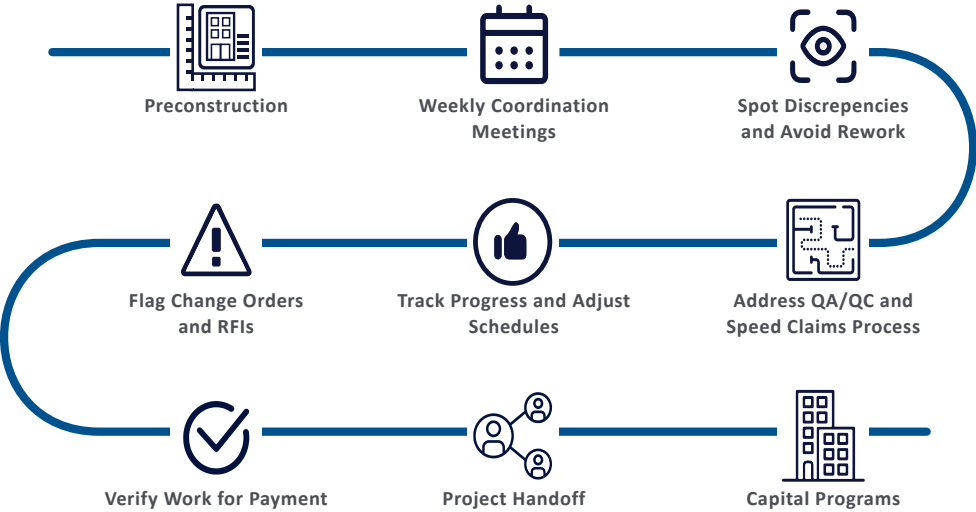 Preconstruction
Weekly Coordination
Meetings
Spot Discrepencies
and Avoid Rework
Flag Change Orders
and RFIs
Track Progress and Adjust
Schedules
Address QA/QC and
Speed Claims Process
Verify Work for Payment
Project Handoff
Capital Programs